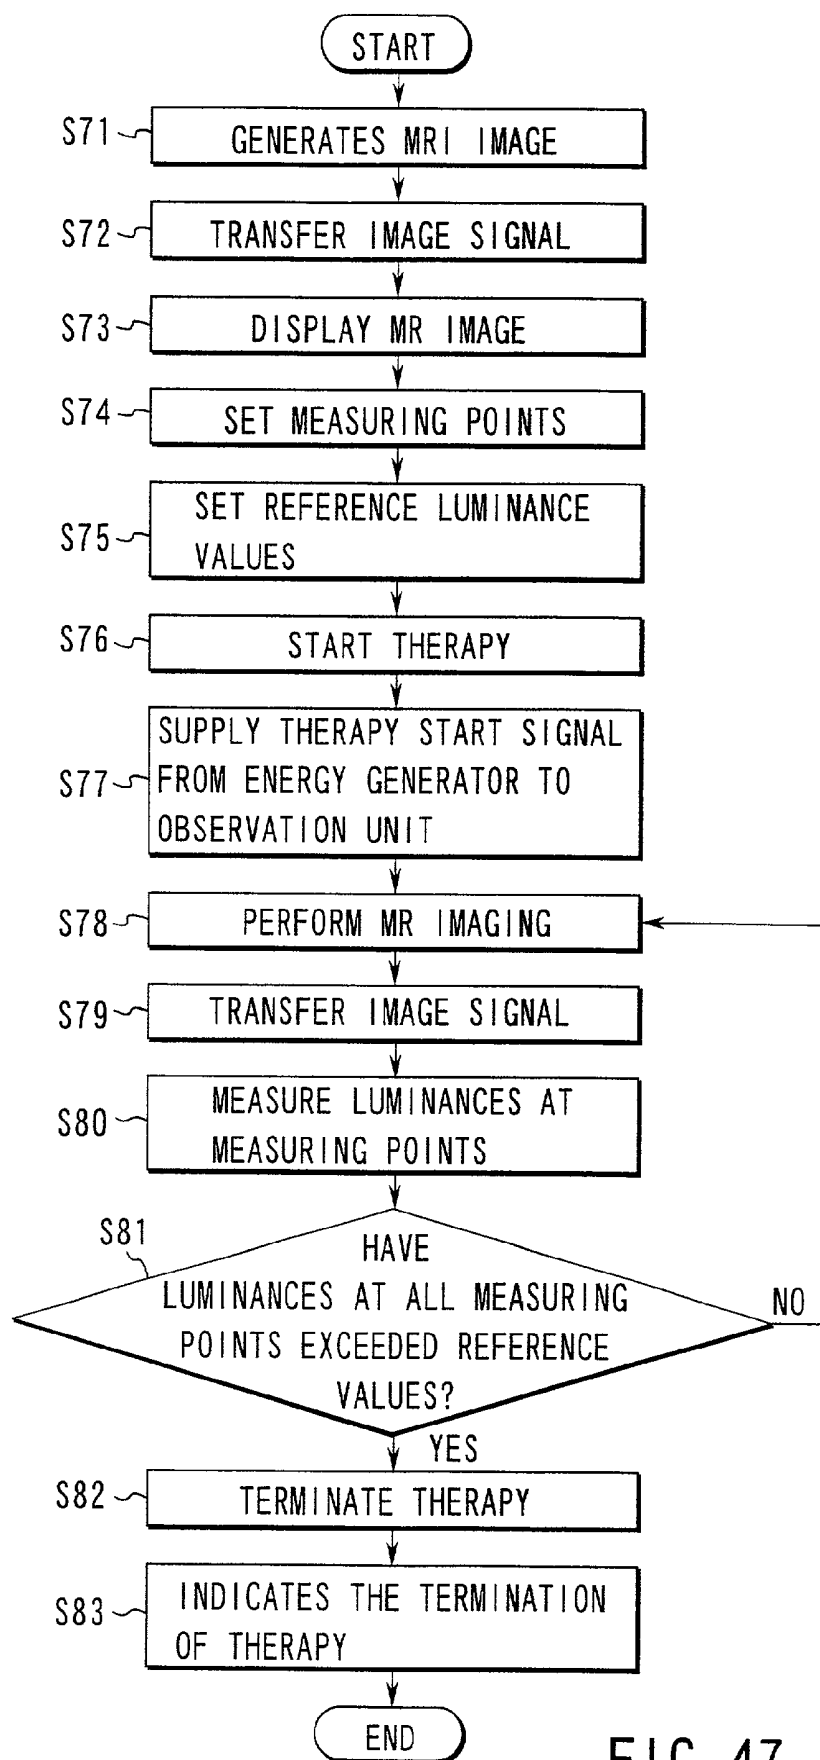 START
S71
GENERATES MRI IMAGE
S72
TRANSFER IMAGE SIGNAL
S73
DISPLAY MR IMAGE
S74
SET MEASURING POINTS
S75
SET REFERENCE LUMINANCE
VALUES
S76
START THERAPY
S77
SUPPLY THERAPY START SIGNAL
FROM ENERGY GENERATOR TO
OBSERVATION UNIT
S78
PERFORM MR IMAGING
S79
TRANSFER IMAGE SIGNAL
S80
MEASURE LUMINANCES AT
MEASURING POINTS
S81
HAVE
LUMINANCES AT ALL MEASURING
POINTS EXCEEDED REFERENCE
VALUES?
NO
YES
S82
TERMINATE THERAPY
S83
INDICATES THE TERMINATION
OF THERAPY
END
FIG. 47